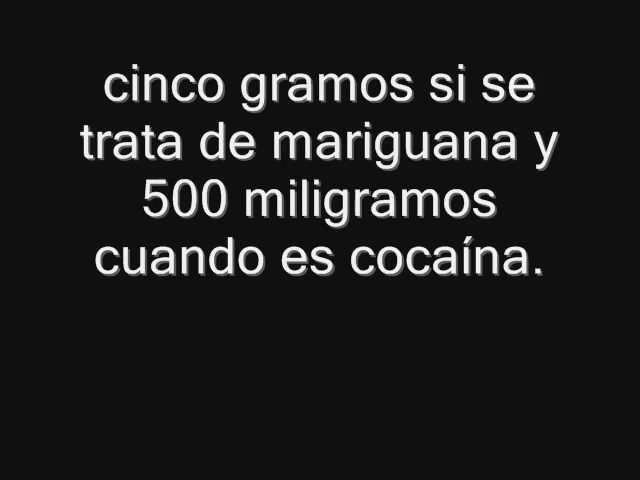 cinco gramos si se
trata de mariguana y
500 miligramos
cuando es cocaína.